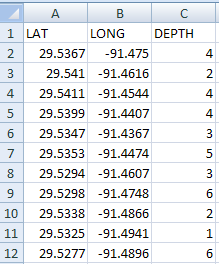 A B C
1 LAT LONG DEPTH
2 29.5367 -91.475 4
3 29.541 -91.4616 2
4 29.5411 -91.4544 4
5 29.5399 -91.4407 4
6 29.5347 -91.4367 3
7 29.5353 -91.4474 5
8 29.5294 -91.4607 3
9 29.5298 -91.4748 6
10 29.5338 -91.4866 2
11 29.5325 -91.4941 1
12 29.5277 -91.4896 6